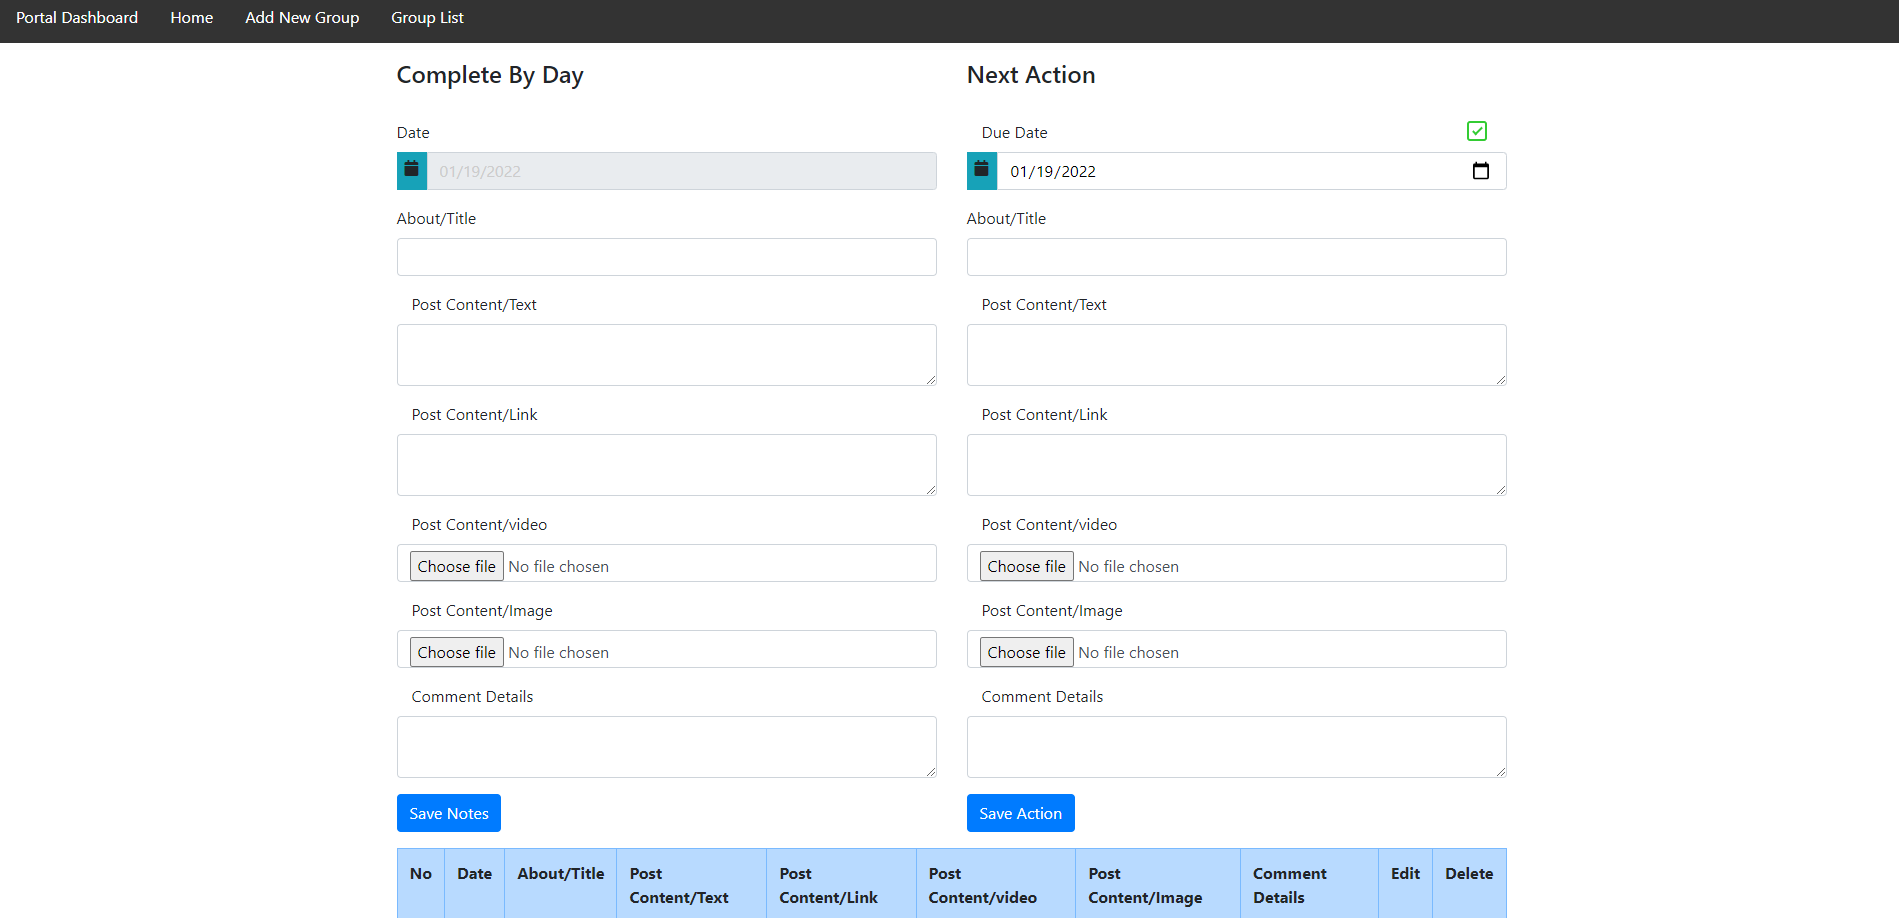 Portal Dashboard Home Add New Group Group List
Complete By Day
Date
01/19/2022
About/Title
Post Content/Text
Post Content/Link
Post Content/video
Choose file No file chosen
Post Content/Image
Choose file No file chosen
Comment Details
Save Notes
Next Action
Due Date
01/19/2022
About/Title
Post Content/Text
Post Content/Link
Post Content/video
Choose file No file chosen
Post Content/Image
Choose file No file chosen
Comment Details
Save Action
No Date About/Title Post Content/Text Post Content/Link Post Content/video Post Content/Image Comment Details Edit Delete